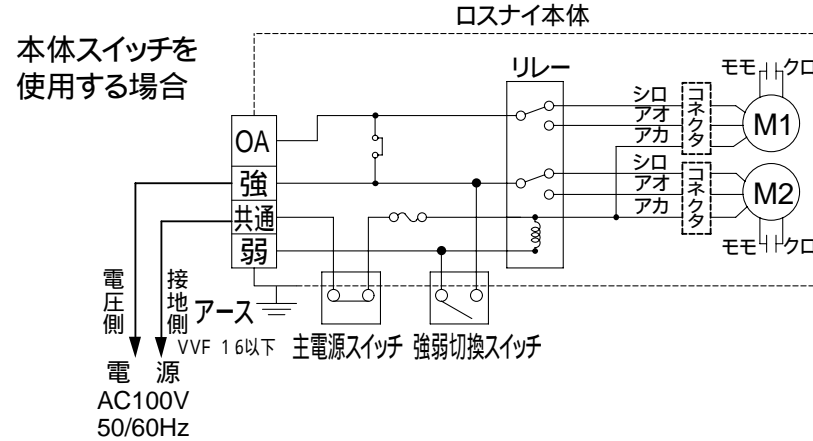 ロスナイ本体
本体スイッチを
使用する場合
リレー
モモ クロ
シロ
アオ
アカ
コネクタ
M1
OA
強
共通
弱
シロ
アオ
アカ
コネクタ
M2
モモ クロ
電圧側
接地側
アース
VVF 1 6以下
主電源スイッチ 強弱切換スイッチ
電 源
AC100V
50/60Hz